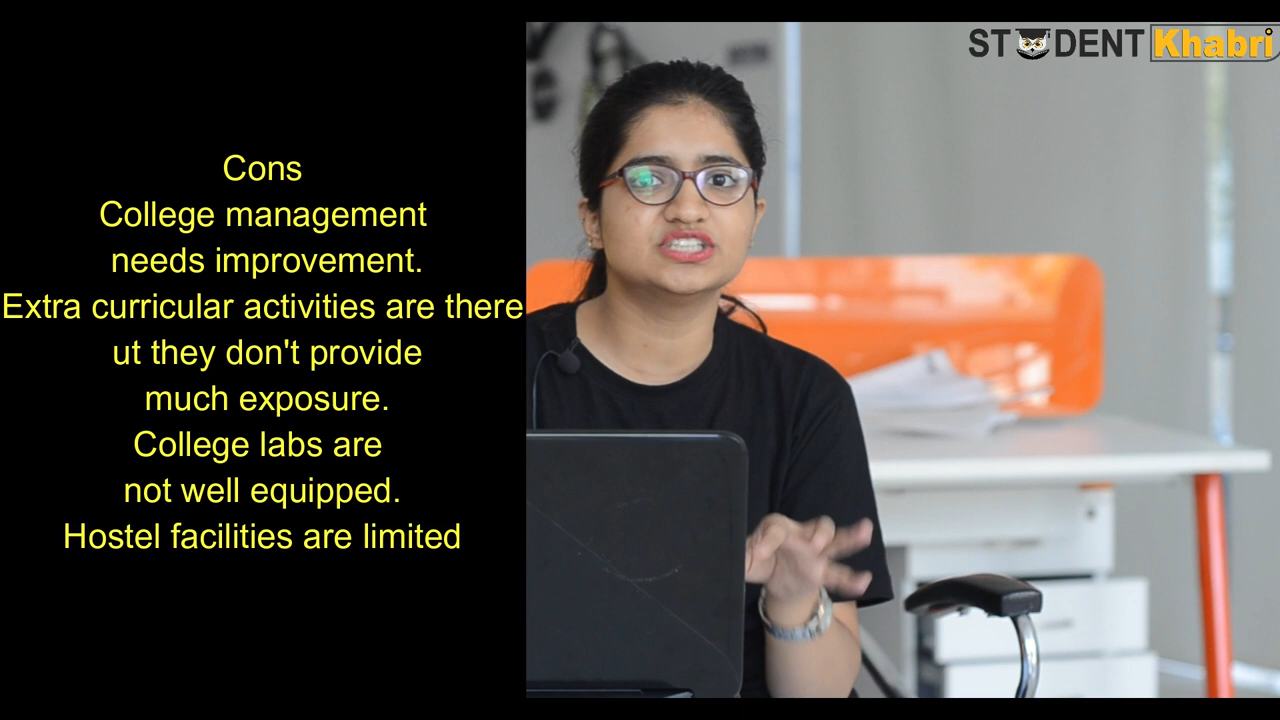 STUDENT Khabri
Cons
College management
needs improvement.
Extra curricular activities are there
ut they don't provide
much exposure.
College labs are
not well equipped.
Hostel facilities are limited